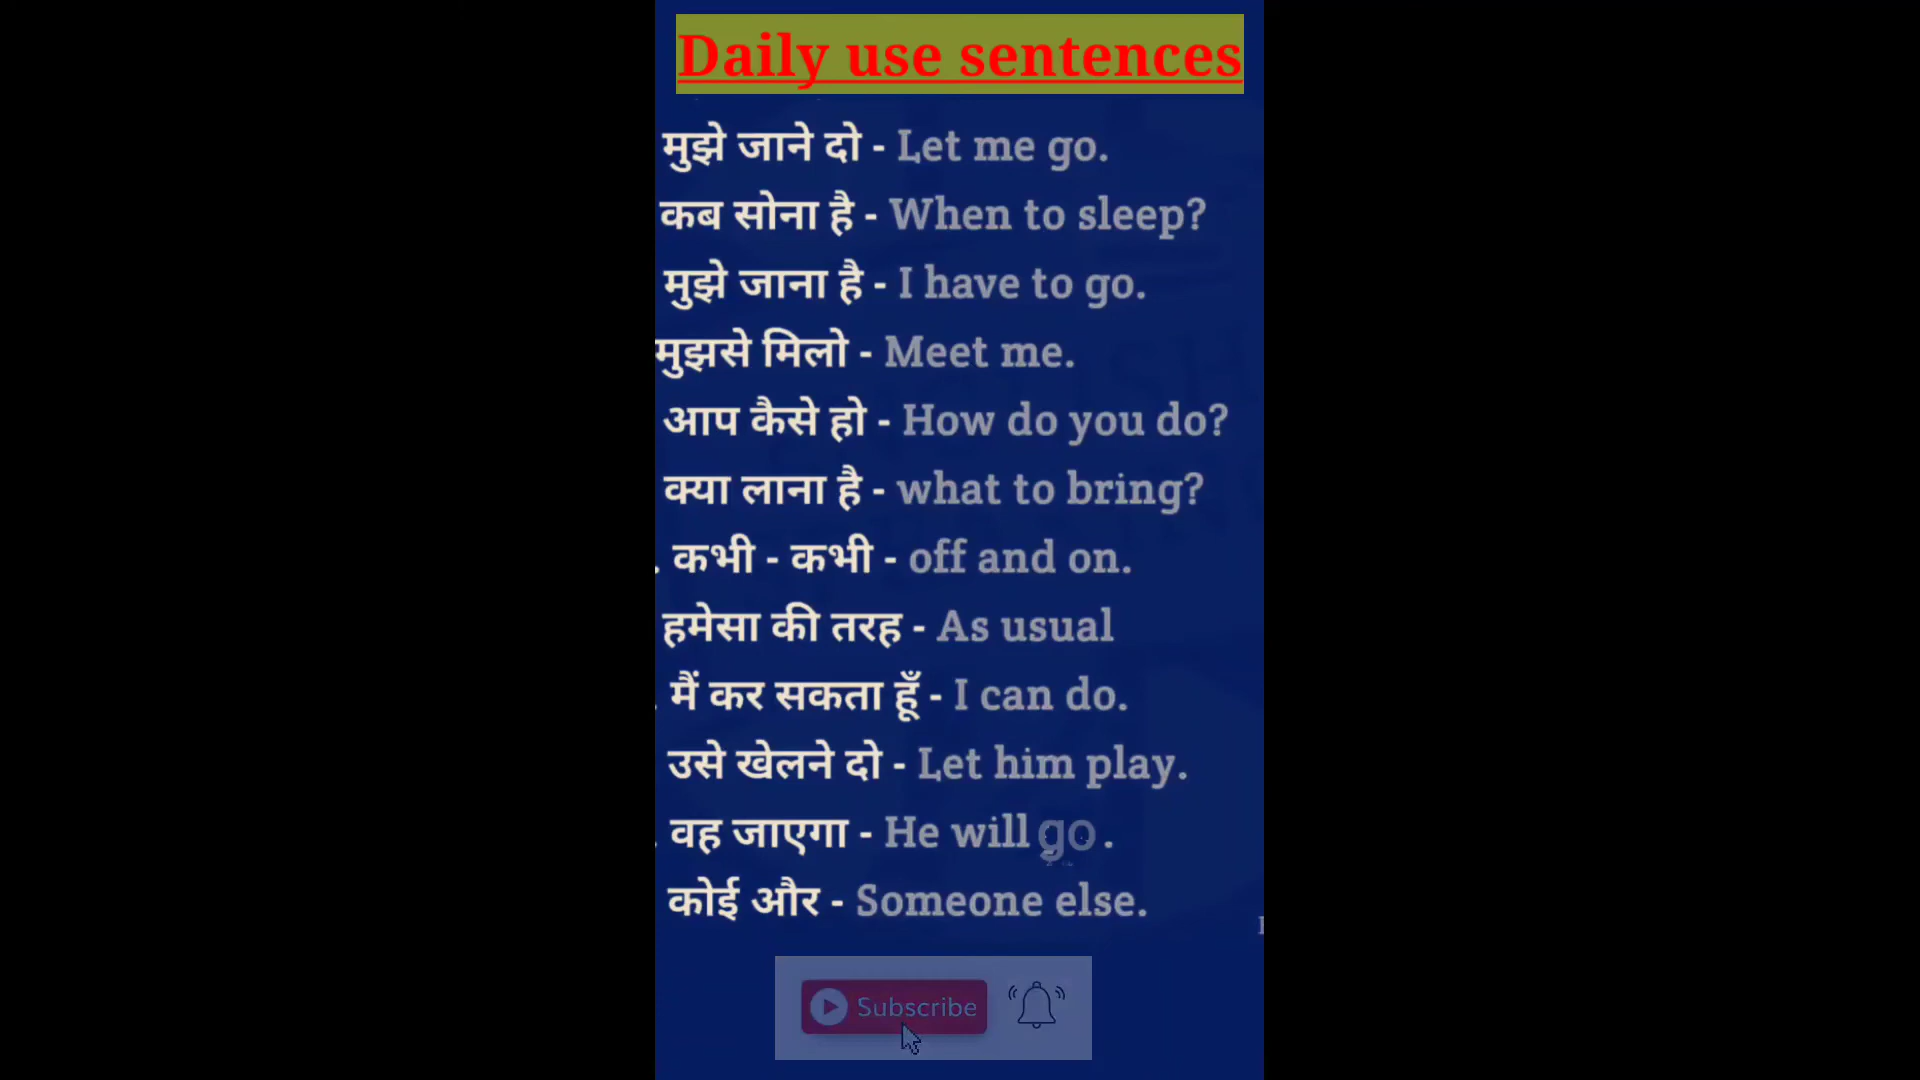 Daily use sentences
मुझे जाने दो - Let me go.
कब सोना है - When to sleep?
मुझे जाना है - I have to go.
मुझसे मिलो - Meet me.
आप कैसे हो - How do you do?
क्या लाना है - what to bring?
. कभी - कभी - off and on.
हमेसा की तरह - As usual
. मैं कर सकता हूँ - I can do.
उसे खेलने दो - Let him play.
. वह जाएगा - He will go .
कोई और - Someone else.
Subscribe